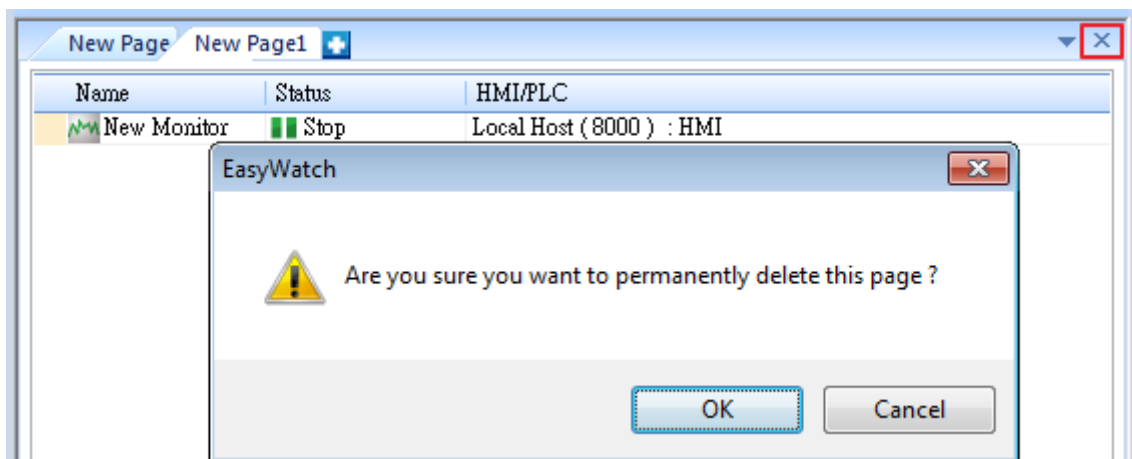 New Page New Page1
Name Status HMI/PLC
New Monitor Stop Local Host ( 8000 ) : HMI
EasyWatch
Are you sure you want to permanently delete this page ?
OK Cancel